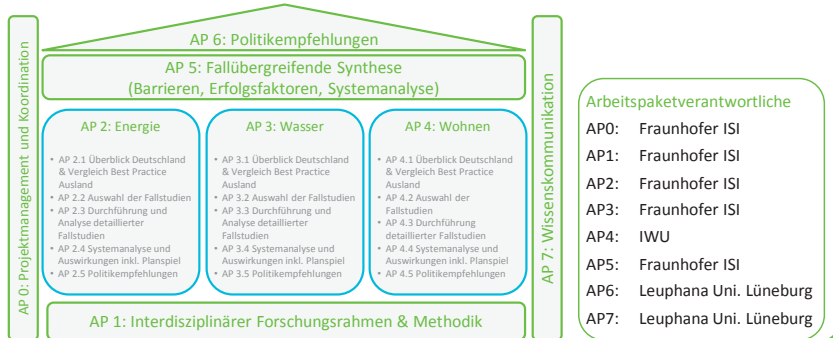 AP 0: Projektmanagement und Koordination
AP 6: Politikempfehlungen
AP 5: Fallübergreifende Synthese
(Barrieren, Erfolgsfaktoren, Systemanalyse)
AP 2: Energie
• AP 2.1 Überblick Deutschland
& Vergleich Best Practice
Ausland
• AP 2.2 Auswahl der Fallstudien
• AP 2.3 Durchführung und
Analyse detaillierter
Fallstudien
• AP 2.4 Systemanalyse und
Auswirkungen inkl. Planspiel
• AP 2.5 Politikempfehlungen
AP 3: Wasser
• AP 3.1 Überblick Deutschland
& Vergleich Best Practice
Ausland
• AP 3.2 Auswahl der Fallstudien
• AP 3.3 Durchführung und
Analyse detaillierter
Fallstudien
• AP 3.4 Systemanalyse und
Auswirkungen inkl. Planspiel
• AP 3.5 Politikempfehlungen
AP 4: Wohnen
• AP 4.1 Überblick Deutschland
& Vergleich Best Practice
Ausland
• AP 4.2 Auswahl der
Fallstudien
• AP 4.3 Durchführung
detaillierter Fallstudien
• AP 4.4 Systemanalyse und
Auswirkungen inkl. Planspiel
• AP 4.5 Politikempfehlungen
AP 1: Interdisziplinärer Forschungsrahmen & Methodik
AP 7: Wissenskommunikation
Arbeitspaketverantwortliche
AP0: Fraunhofer ISI
AP1: Fraunhofer ISI
AP2: Fraunhofer ISI
AP3: Fraunhofer ISI
AP4: IWU
AP5: Fraunhofer ISI
AP6: Leuphana Uni. Lüneburg
AP7: Leuphana Uni. Lüneburg